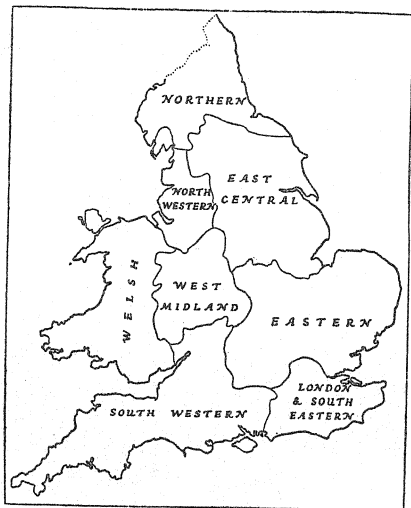 NORTHERN
EAST
CENTRAL
NORTH
WESTERN
WELSH
WEST
MIDLAND
EASTERN
LONDON
& SOUTH
EASTERN
SOUTH WESTERN